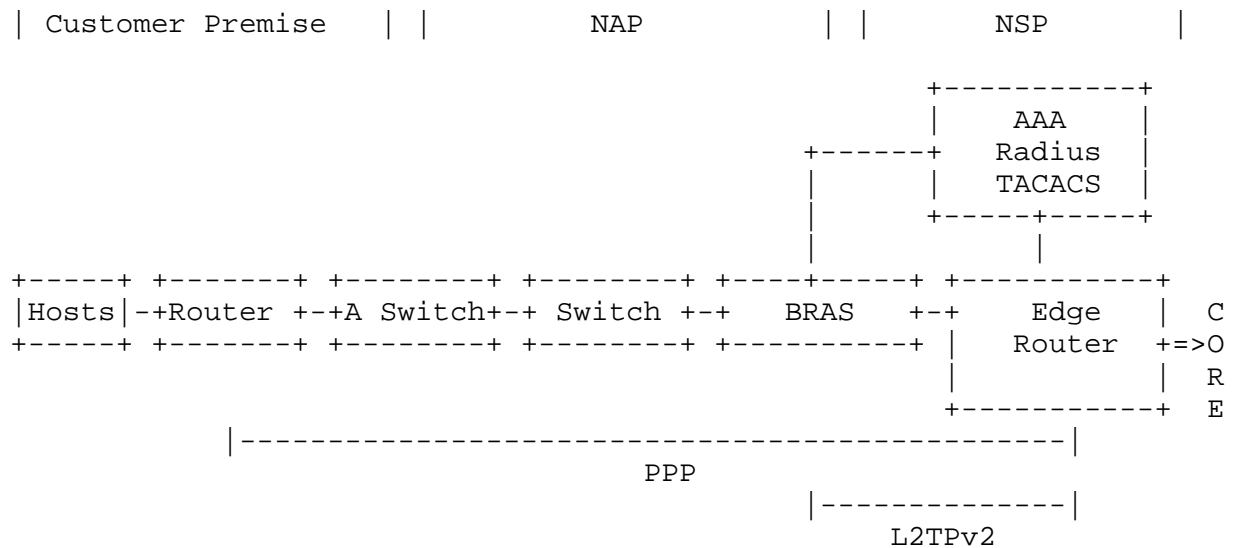 | Customer Premise | | NAP | | NSP |
+-----------+
| AAA |
+------+ Radius |
| | TACACS |
| +-----+-----+
| |
+-----+ +-------+ +--------+ +--------+ +----+-----+ +-----------+
|Hosts|-+Router +-+A Switch+-+ Switch +-+ BRAS +-+ Edge | C
+-----+ +-------+ +--------+ +--------+ +----------+ | Router +=>O
| | R
+-----------+ E
|----------------------------------------------|
PPP
|--------------|
L2TPv2